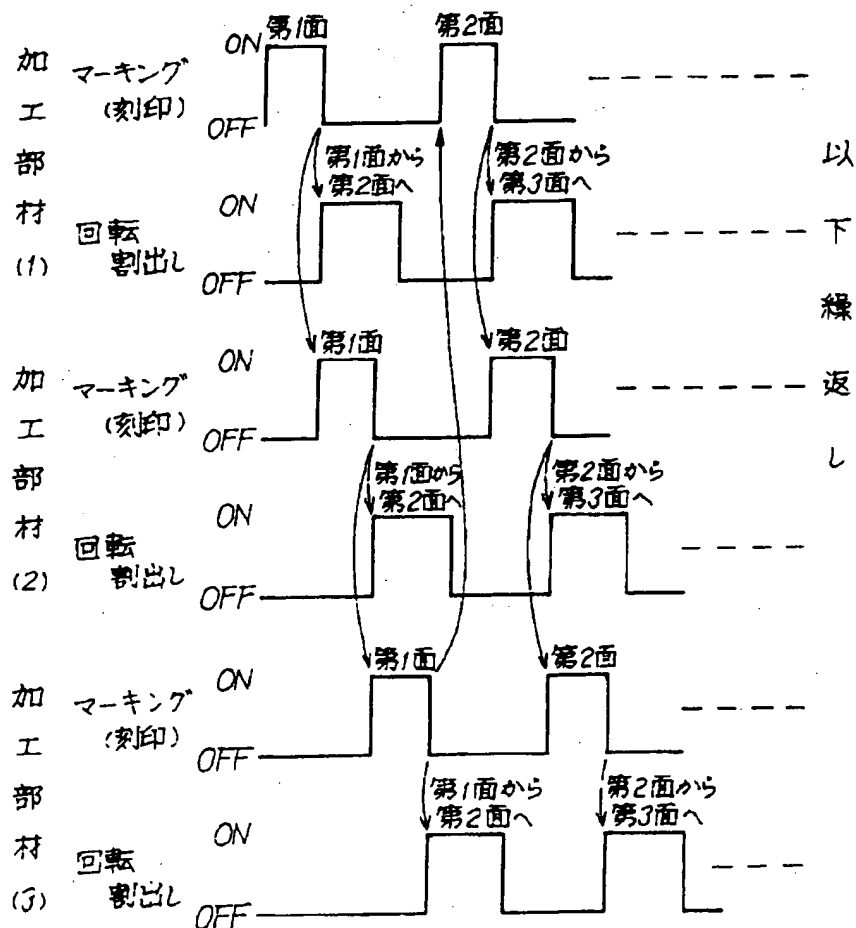 加工部材(1)
マーキング
(刻印)
ON
OFF
第1面
第2面
第1面から
第2面へ
第2面から
第3面へ
回転
割出し
ON
OFF
加工部材(2)
マーキング
(刻印)
ON
OFF
第1面
第2面
第1面から
第2面へ
第2面から
第3面へ
回転
割出し
ON
OFF
加工部材(3)
マーキング
(刻印)
ON
OFF
第1面
第2面
第1面から
第2面へ
第2面から
第3面へ
回転
割出し
ON
OFF
以下繰返し